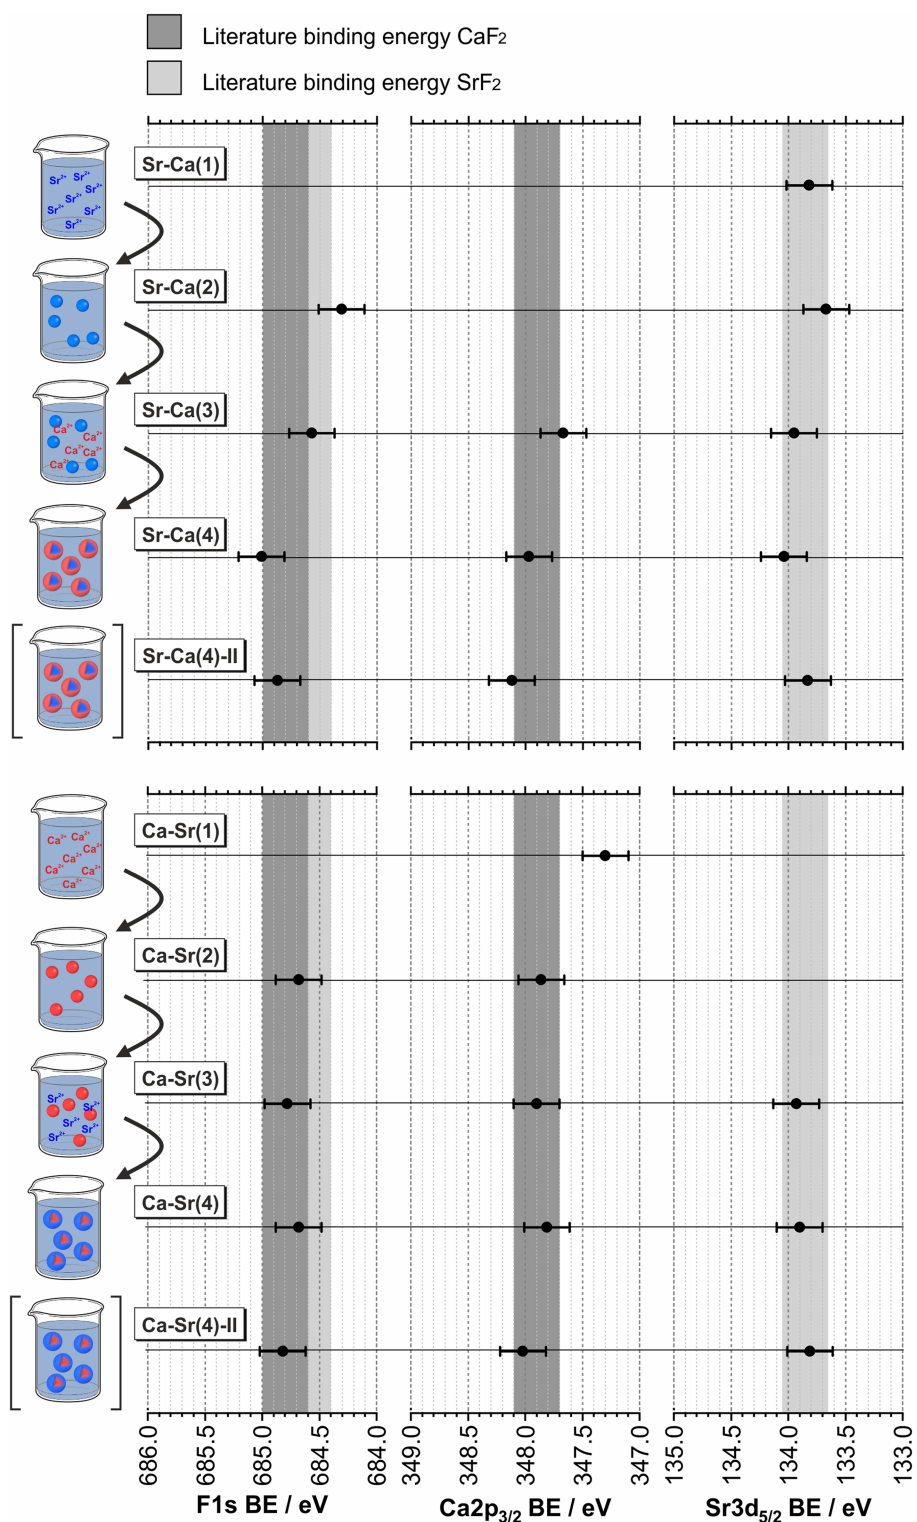 Literature binding energy CaF₂
Literature binding energy SrF₂
Sr-Ca(1)
Sr²⁺ Sr²⁺
Sr²⁺
Sr²⁺
Sr²⁺ Sr²⁺
Sr²⁺
Sr-Ca(2)
Sr-Ca(3)
Ca²⁺ Ca²⁺
Ca²⁺ Ca²⁺
Ca²⁺
Sr-Ca(4)
Sr-Ca(4)-II
Ca-Sr(1)
Ca²⁺ Ca²⁺
Ca²⁺
Ca²⁺
Ca²⁺ Ca²⁺
Ca²⁺
Ca-Sr(2)
Ca-Sr(3)
Sr²⁺ Sr²⁺
Sr²⁺
Sr²⁺ Sr²⁺
Ca-Sr(4)
Ca-Sr(4)-II
686.0 685.5 685.0 684.5 684.0 349.0 348.5 348.0 347.5 347.0 135.0 134.5 134.0 133.5 133.0
F1s BE / eV Ca2p₃/₂ BE / eV Sr3d₅/₂ BE / eV